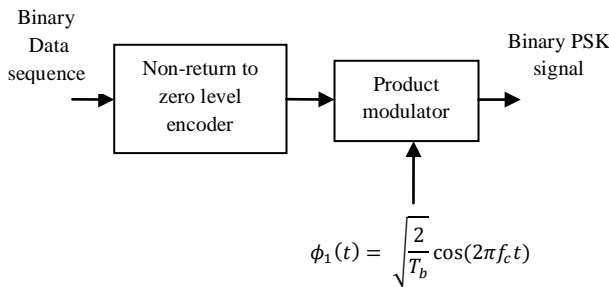 Binary
Data
sequence
Non-return to
zero level
encoder
Product
modulator
Binary PSK
signal
𝜙₁(𝑡) = √(2/𝑇_𝑏) cos(2𝜋𝑓_𝑐𝑡)